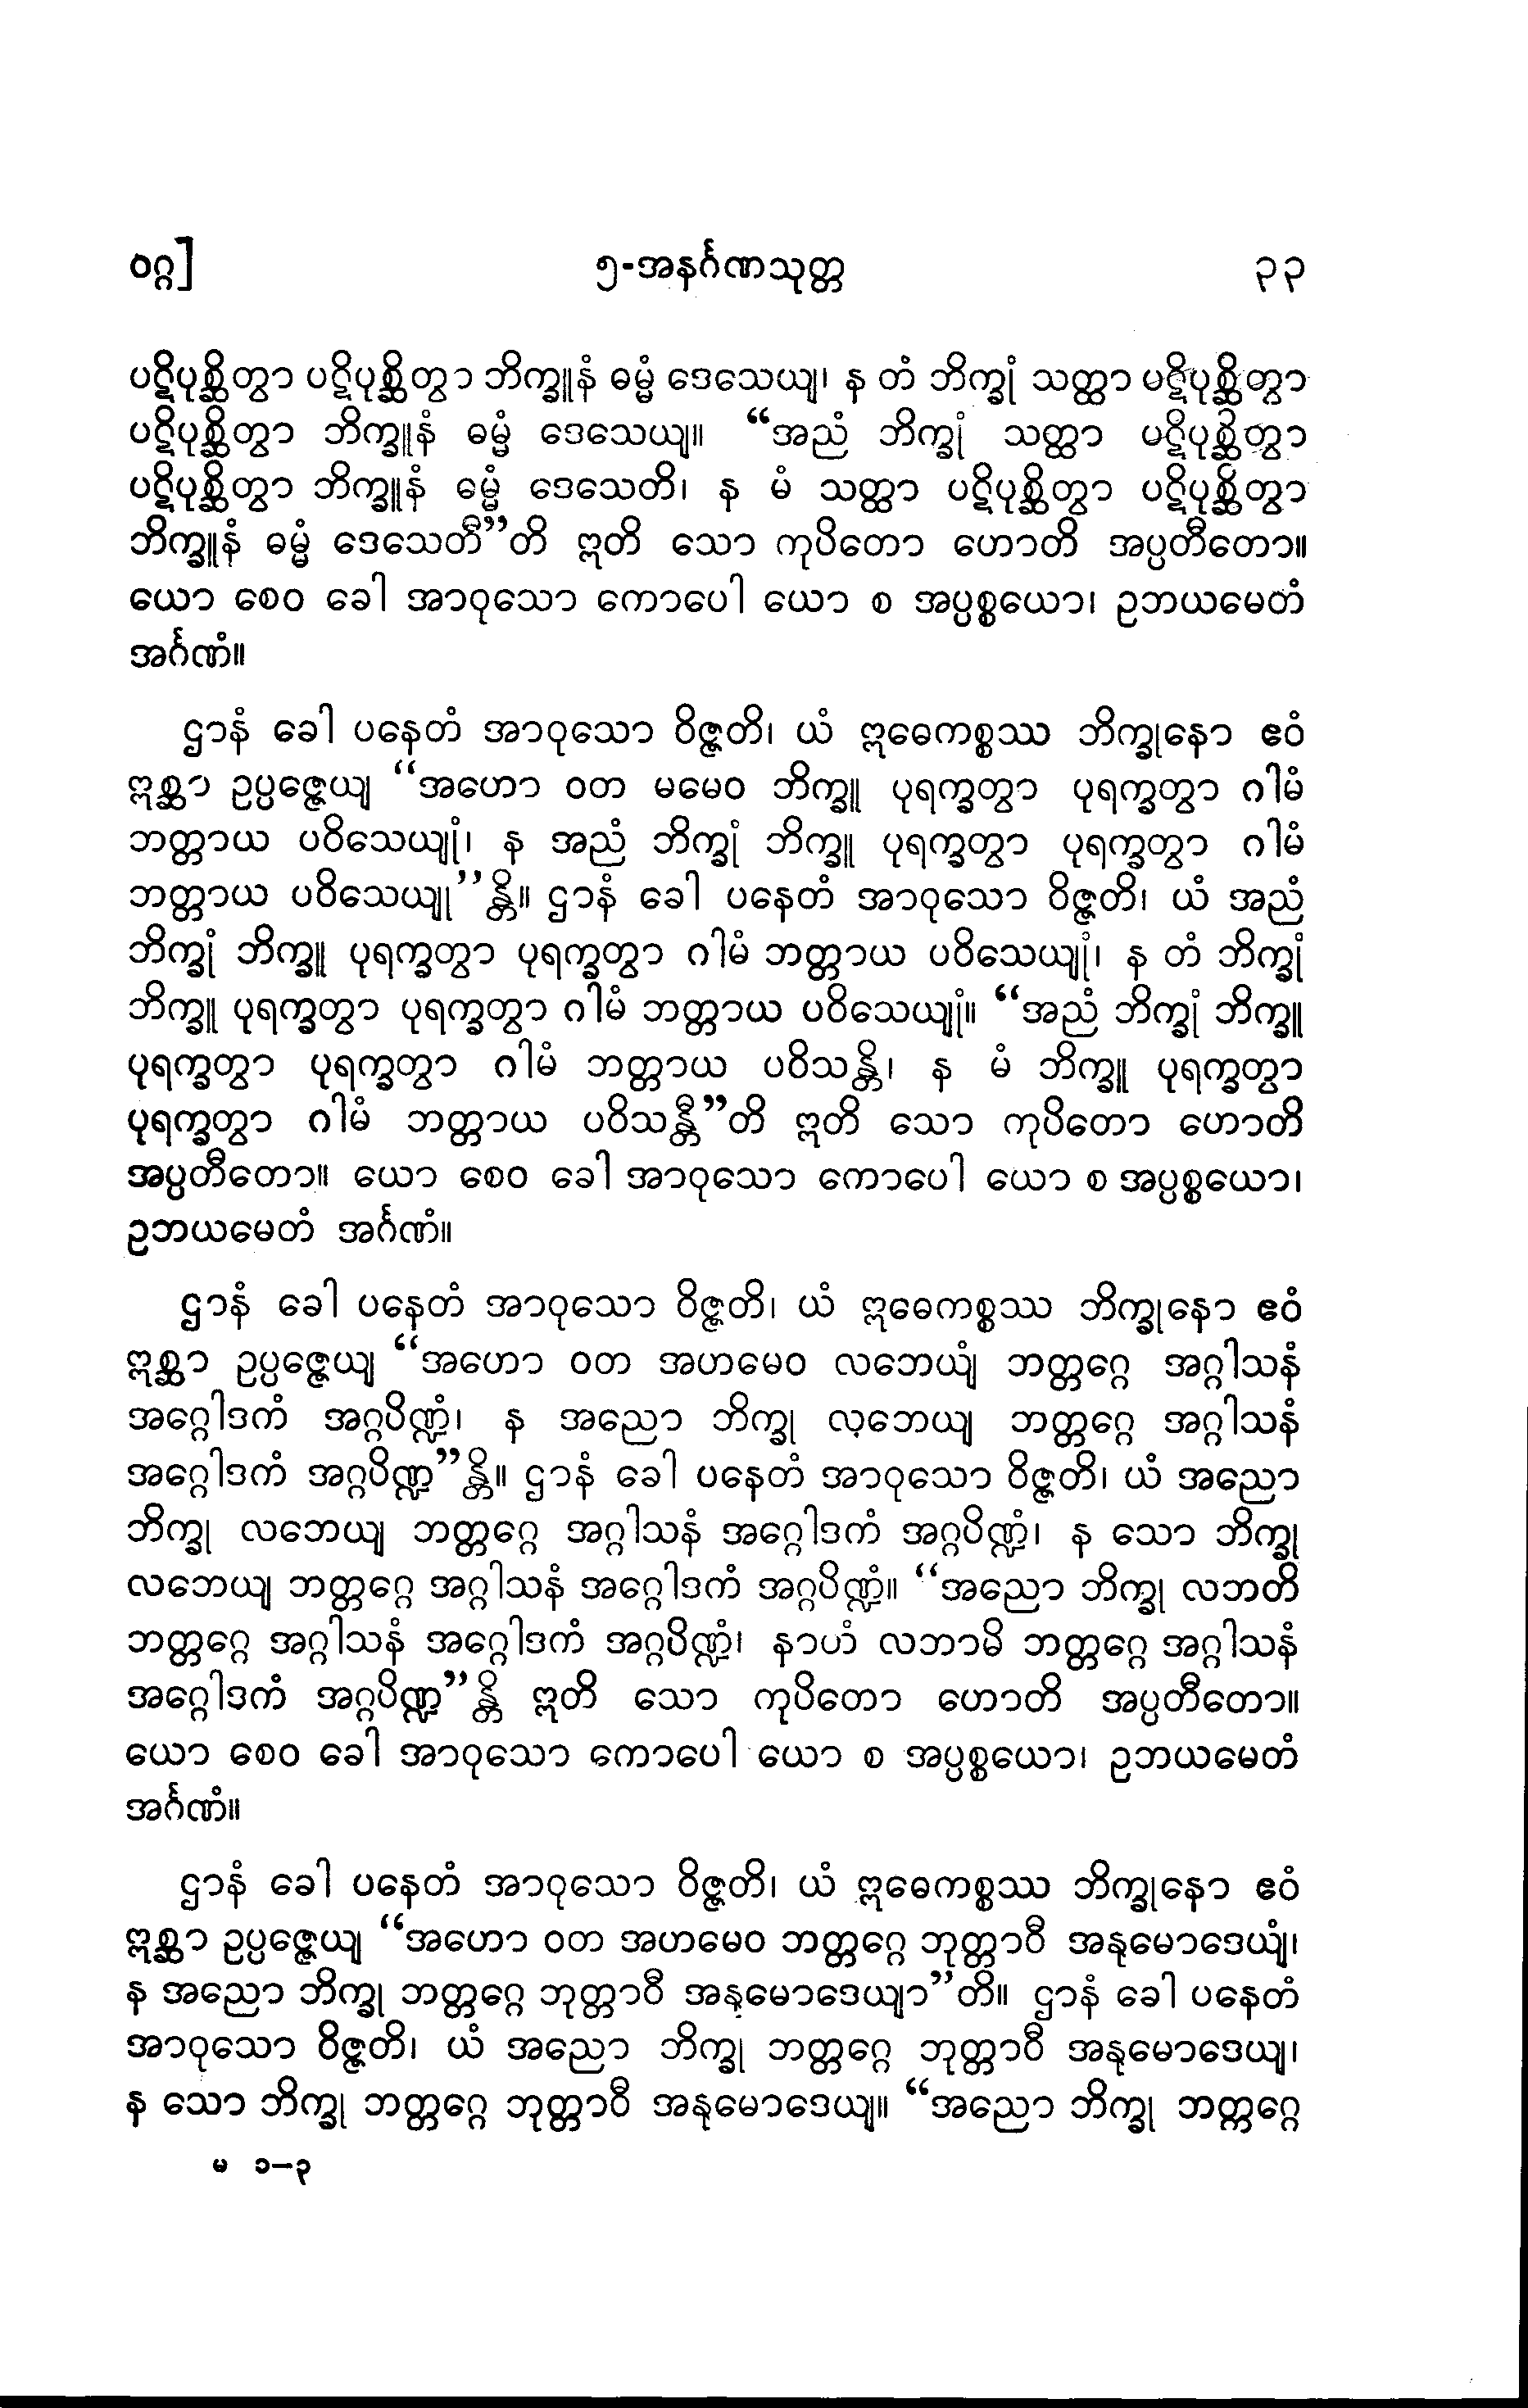 ဝဂ္ဂ]
၅-အနင်္ဂဏသုတ္တ
၃၃
ပဋိပုစ္ဆိတွာ ပဋိပုစ္ဆိတွာ ဘိက္ခူနံ ဓမ္မံ ဒေသေယျ၊ န တံ ဘိက္ခုံ သတ္ထာ ပဋိပုစ္ဆိတွာ
ပဋိပုစ္ဆိတွာ ဘိက္ခူနံ ဓမ္မံ ဒေသေယျ။ “အညံ ဘိက္ခုံ သတ္ထာ ပဋိပုစ္ဆိတွာ
ပဋိပုစ္ဆိတွာ ဘိက္ခူနံ ဓမ္မံ ဒေသေတိ၊ န မံ သတ္ထာ ပဋိပုစ္ဆိတွာ ပဋိပုစ္ဆိတွာ
ဘိက္ခူနံ ဓမ္မံ ဒေသေတီ”တိ ဣတိ သော ကုပိတော ဟောတိ အပ္ပတီတော။
ယော စေဝ ခေါ အာဝုသော ကောပေါ ယော စ အပ္ပစ္စယော၊ ဥဘယမေတံ
အင်္ဂဏံ။
ဌာနံ ခေါ ပနေတံ အာဝုသော ဝိဇ္ဇတိ၊ ယံ ဣဓေကစ္စဿ ဘိက္ခုနော ဧဝံ
ဣစ္ဆာ ဥပ္ပဇ္ဇေယျ “အဟော ဝတ မမေဝ ဘိက္ခူ ပုရက္ခတွာ ပုရက္ခတွာ ဂါမံ
ဘတ္တာယ ပဝိသေယျုံ၊ န အညံ ဘိက္ခုံ ဘိက္ခူ ပုရက္ခတွာ ပုရက္ခတွာ ဂါမံ
ဘတ္တာယ ပဝိသေယျု”န္တိ။ ဌာနံ ခေါ ပနေတံ အာဝုသော ဝိဇ္ဇတိ၊ ယံ အညံ
ဘိက္ခုံ ဘိက္ခူ ပုရက္ခတွာ ပုရက္ခတွာ ဂါမံ ဘတ္တာယ ပဝိသေယျုံ၊ န တံ ဘိက္ခုံ
ဘိက္ခူ ပုရက္ခတွာ ပုရက္ခတွာ ဂါမံ ဘတ္တာယ ပဝိသေယျုံ။ “အညံ ဘိက္ခုံ ဘိက္ခူ
ပုရက္ခတွာ ပုရက္ခတွာ ဂါမံ ဘတ္တာယ ပဝိသန္တိ၊ န မံ ဘိက္ခူ ပုရက္ခတွာ
ပုရက္ခတွာ ဂါမံ ဘတ္တာယ ပဝိသန္တီ”တိ ဣတိ သော ကုပိတော ဟောတိ
အပ္ပတီတော။ ယော စေဝ ခေါ အာဝုသော ကောပေါ ယော စ အပ္ပစ္စယော၊
ဥဘယမေတံ အင်္ဂဏံ။
ဌာနံ ခေါ ပနေတံ အာဝုသော ဝိဇ္ဇတိ၊ ယံ ဣဓေကစ္စဿ ဘိက္ခုနော ဧဝံ
ဣစ္ဆာ ဥပ္ပဇ္ဇေယျ “အဟော ဝတ အဟမေဝ လဘေယျံ ဘတ္တဂ္ဂေ အဂ္ဂါသနံ
အဂ္ဂေါဒကံ အဂ္ဂပိဏ္ဍံ၊ န အညော ဘိက္ခု လဘေယျ ဘတ္တဂ္ဂေ အဂ္ဂါသနံ
အဂ္ဂေါဒကံ အဂ္ဂပိဏ္ဍ”န္တိ။ ဌာနံ ခေါ ပနေတံ အာဝုသော ဝိဇ္ဇတိ၊ ယံ အညော
ဘိက္ခု လဘေယျ ဘတ္တဂ္ဂေ အဂ္ဂါသနံ အဂ္ဂေါဒကံ အဂ္ဂပိဏ္ဍံ၊ န သော ဘိက္ခု
လဘေယျ ဘတ္တဂ္ဂေ အဂ္ဂါသနံ အဂ္ဂေါဒကံ အဂ္ဂပိဏ္ဍံ။ “အညော ဘိက္ခု လဘတိ
ဘတ္တဂ္ဂေ အဂ္ဂါသနံ အဂ္ဂေါဒကံ အဂ္ဂပိဏ္ဍံ၊ နာဟံ လဘာမိ ဘတ္တဂ္ဂေ အဂ္ဂါသနံ
အဂ္ဂေါဒကံ အဂ္ဂပိဏ္ဍ”န္တိ ဣတိ သော ကုပိတော ဟောတိ အပ္ပတီတော။
ယော စေဝ ခေါ အာဝုသော ကောပေါ ယော စ အပ္ပစ္စယော၊ ဥဘယမေတံ
အင်္ဂဏံ။
ဌာနံ ခေါ ပနေတံ အာဝုသော ဝိဇ္ဇတိ၊ ယံ ဣဓေကစ္စဿ ဘိက္ခုနော ဧဝံ
ဣစ္ဆာ ဥပ္ပဇ္ဇေယျ “အဟော ဝတ အဟမေဝ ဘတ္တဂ္ဂေ ဘုတ္တာဝီ အနုမောဒေယျံ၊
န အညော ဘိက္ခု ဘတ္တဂ္ဂေ ဘုတ္တာဝီ အနုမောဒေယျာ”တိ။ ဌာနံ ခေါ ပနေတံ
အာဝုသော ဝိဇ္ဇတိ၊ ယံ အညော ဘိက္ခု ဘတ္တဂ္ဂေ ဘုတ္တာဝီ အနုမောဒေယျ၊
န သော ဘိက္ခု ဘတ္တဂ္ဂေ ဘုတ္တာဝီ အနုမောဒေယျ။ “အညော ဘိက္ခု ဘတ္တဂ္ဂေ
မ ၁−၃